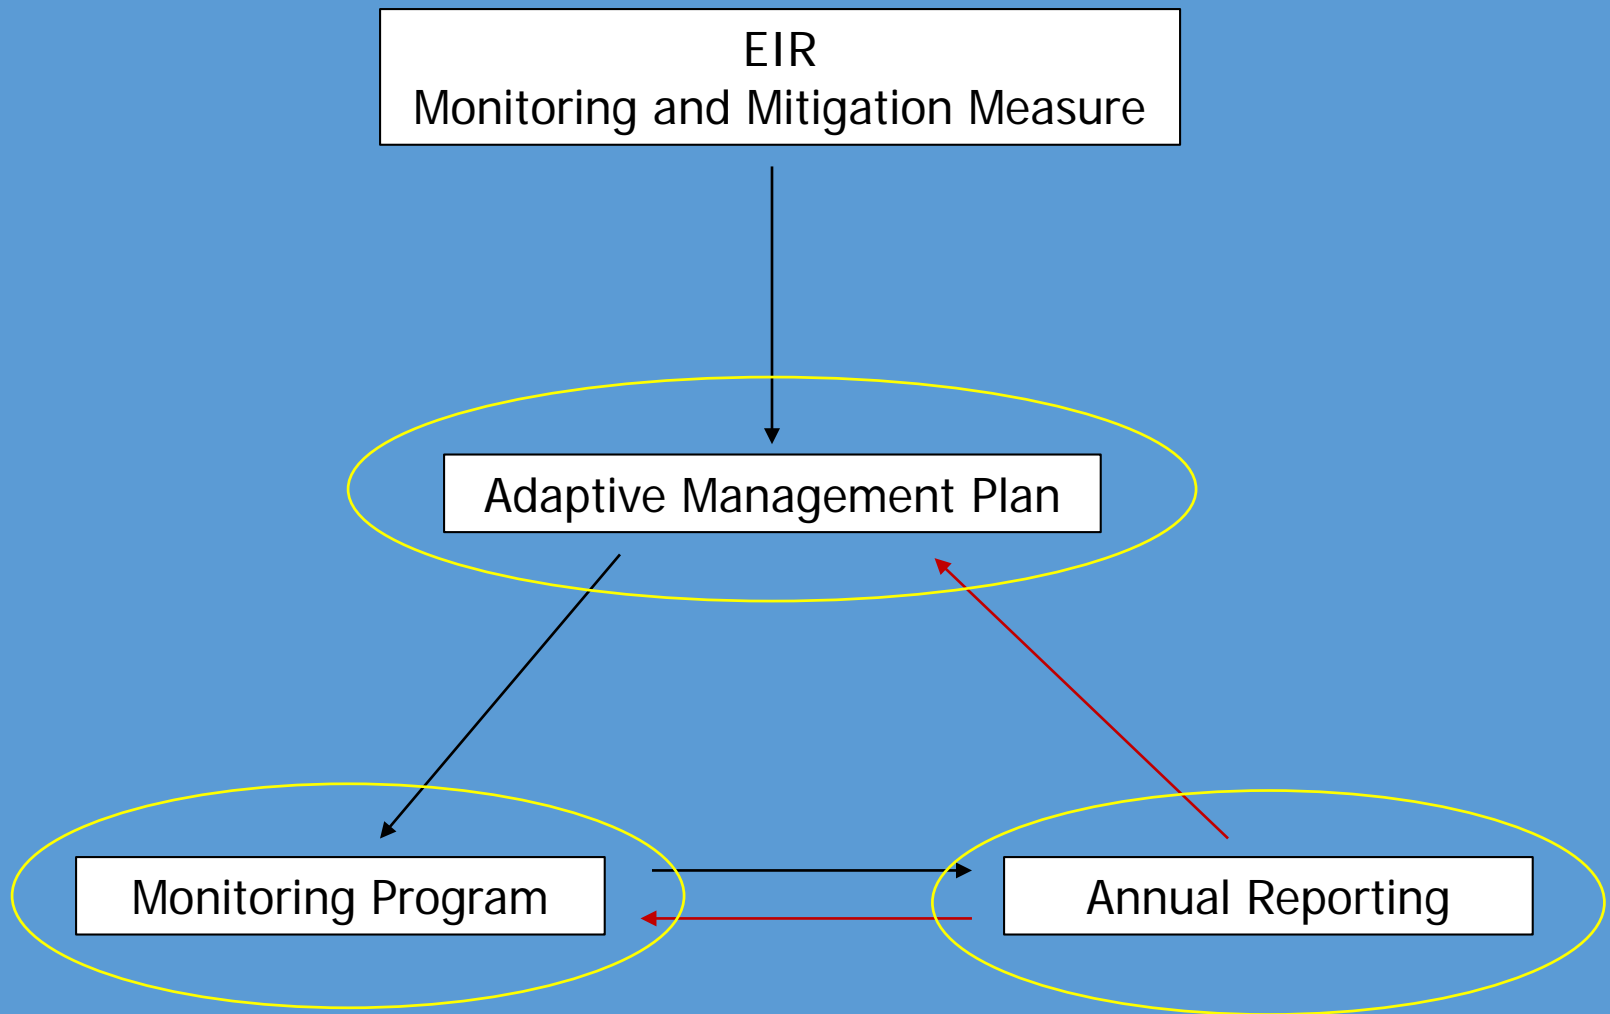 EIR
Monitoring and Mitigation Measure
Adaptive Management Plan
Monitoring Program
Annual Reporting